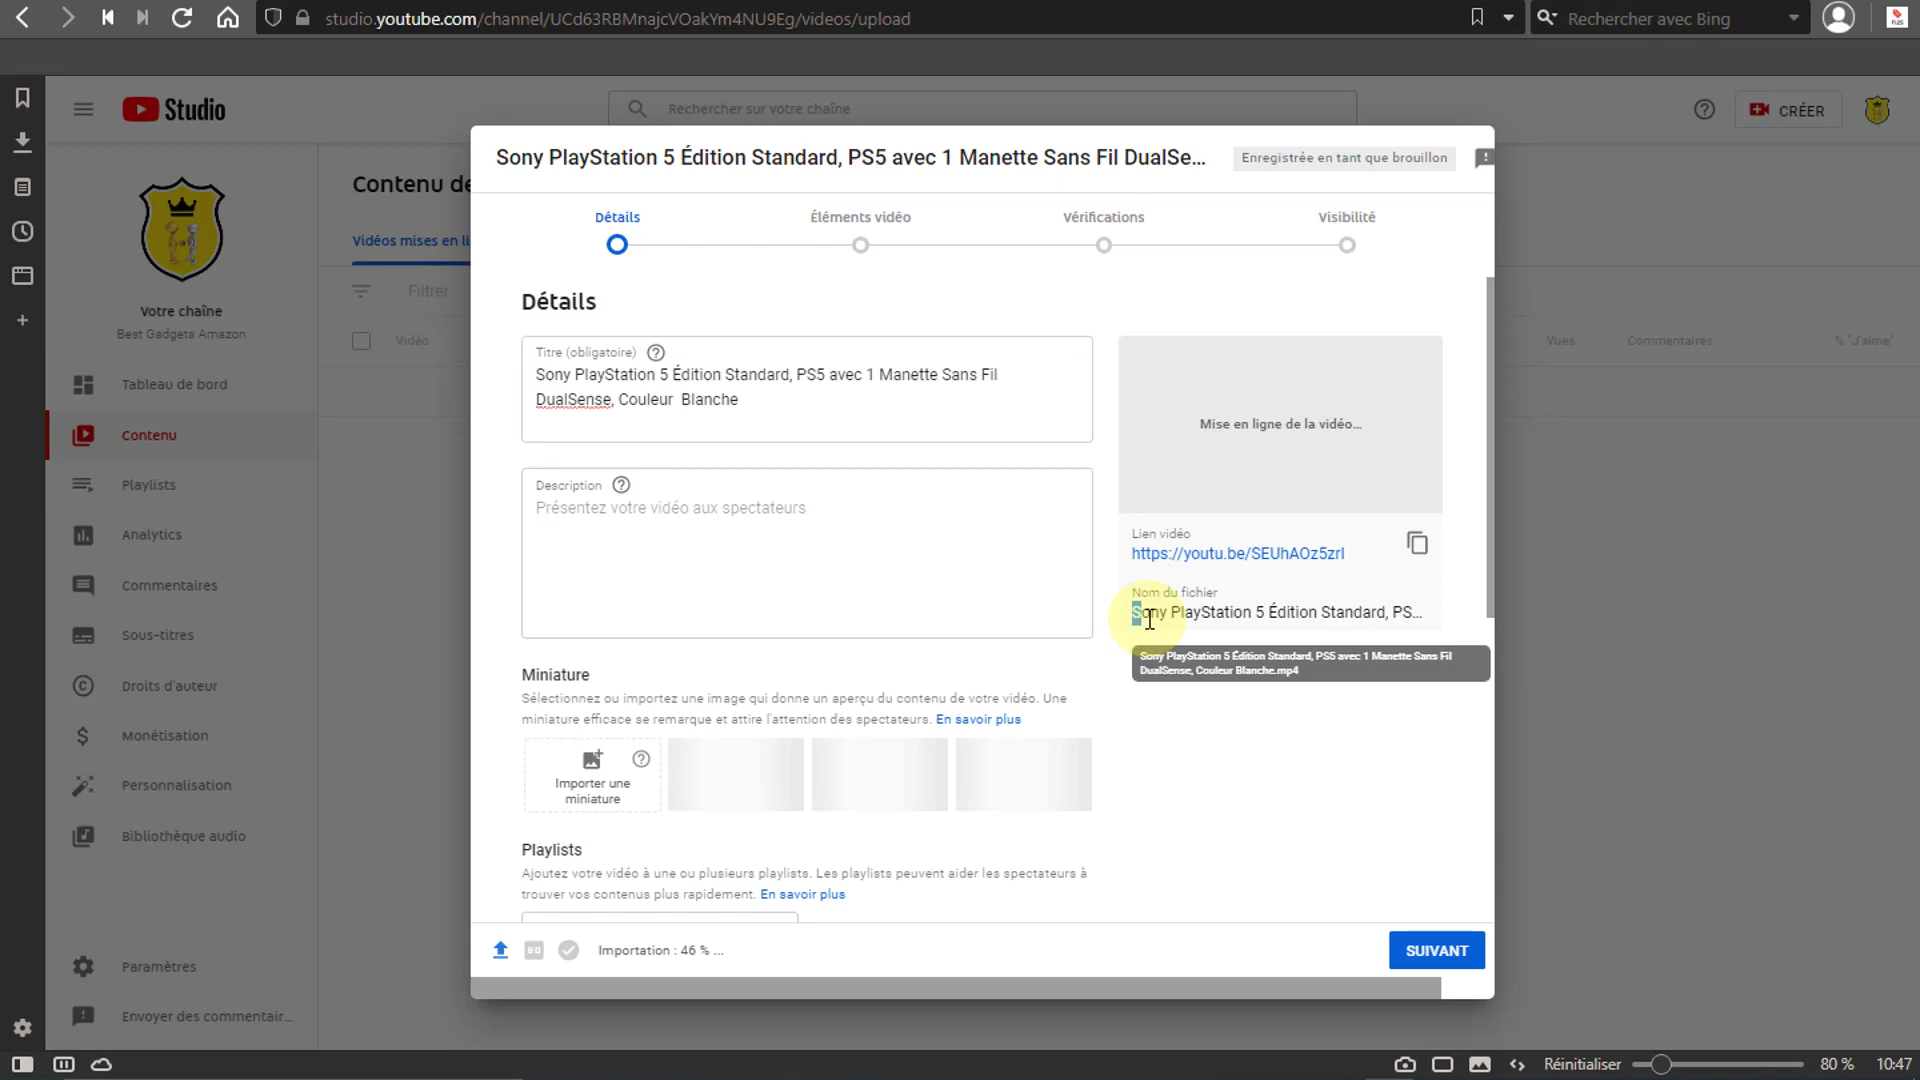 studio.youtube.com/channel/UCd63RBMnajcVOakYm4NU9Eg/videos/upload
Rechercher avec Bing
Studio
Rechercher sur votre chaîne
CRÉER
Votre chaîne
Best Gadgets Amazon
Tableau de bord
Contenu
Playlists
Analytics
Commentaires
Sous-titres
Droits d'auteur
Monétisation
Personnalisation
Bibliothèque audio
Paramètres
Envoyer des commentair...
Contenu de
Vidéos mises en li
Filtrer
Vidéo
Vues
Commentaires
% "J'aime"
Sony PlayStation 5 Édition Standard, PS5 avec 1 Manette Sans Fil DualSe...
Enregistrée en tant que brouillon
Détails
Éléments vidéo
Vérifications
Visibilité
Détails
Titre (obligatoire)
Sony PlayStation 5 Édition Standard, PS5 avec 1 Manette Sans Fil
DualSense, Couleur  Blanche
Description
Présentez votre vidéo aux spectateurs
Mise en ligne de la vidéo...
Lien vidéo
https://youtu.be/SEUhAOz5zrI
Nom du fichier
Sony PlayStation 5 Édition Standard, PS...
Sony PlayStation 5 Édition Standard, PS5 avec 1 Manette Sans Fil
DualSense, Couleur Blanche.mp4
Miniature
Sélectionnez ou importez une image qui donne un aperçu du contenu de votre vidéo. Une
miniature efficace se remarque et attire l'attention des spectateurs. En savoir plus
Importer une
miniature
Playlists
Ajoutez votre vidéo à une ou plusieurs playlists. Les playlists peuvent aider les spectateurs à
trouver vos contenus plus rapidement. En savoir plus
Importation : 46 % ...
SUIVANT
Réinitialiser
80 %
10:47